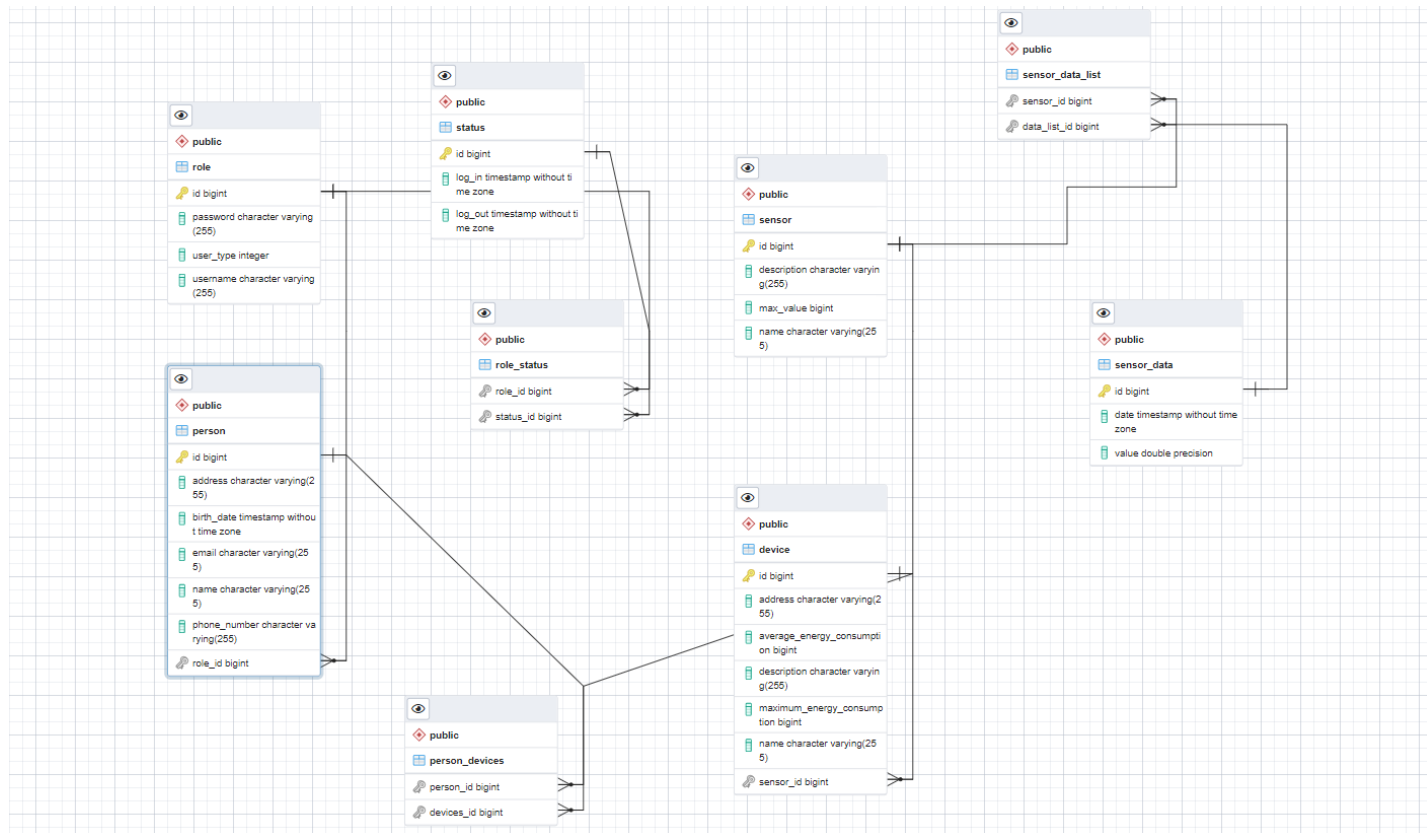 public
role
id bigint
password character varying
(255)
user_type integer
username character varying
(255)
public
status
id bigint
log_in timestamp without ti
me zone
log_out timestamp without ti
me zone
public
role_status
role_id bigint
status_id bigint
public
person
id bigint
address character varying(2
55)
birth_date timestamp withou
t time zone
email character varying(25
5)
name character varying(25
5)
phone_number character va
rying(255)
role_id bigint
public
person_devices
person_id bigint
devices_id bigint
public
sensor
id bigint
description character varyin
g(255)
max_value bigint
name character varying(25
5)
public
device
id bigint
address character varying(2
55)
average_energy_consumpti
on bigint
description character varyin
g(255)
maximum_energy_consump
tion bigint
name character varying(25
5)
sensor_id bigint
public
sensor_data_list
sensor_id bigint
data_list_id bigint
public
sensor_data
id bigint
date timestamp without time
zone
value double precision